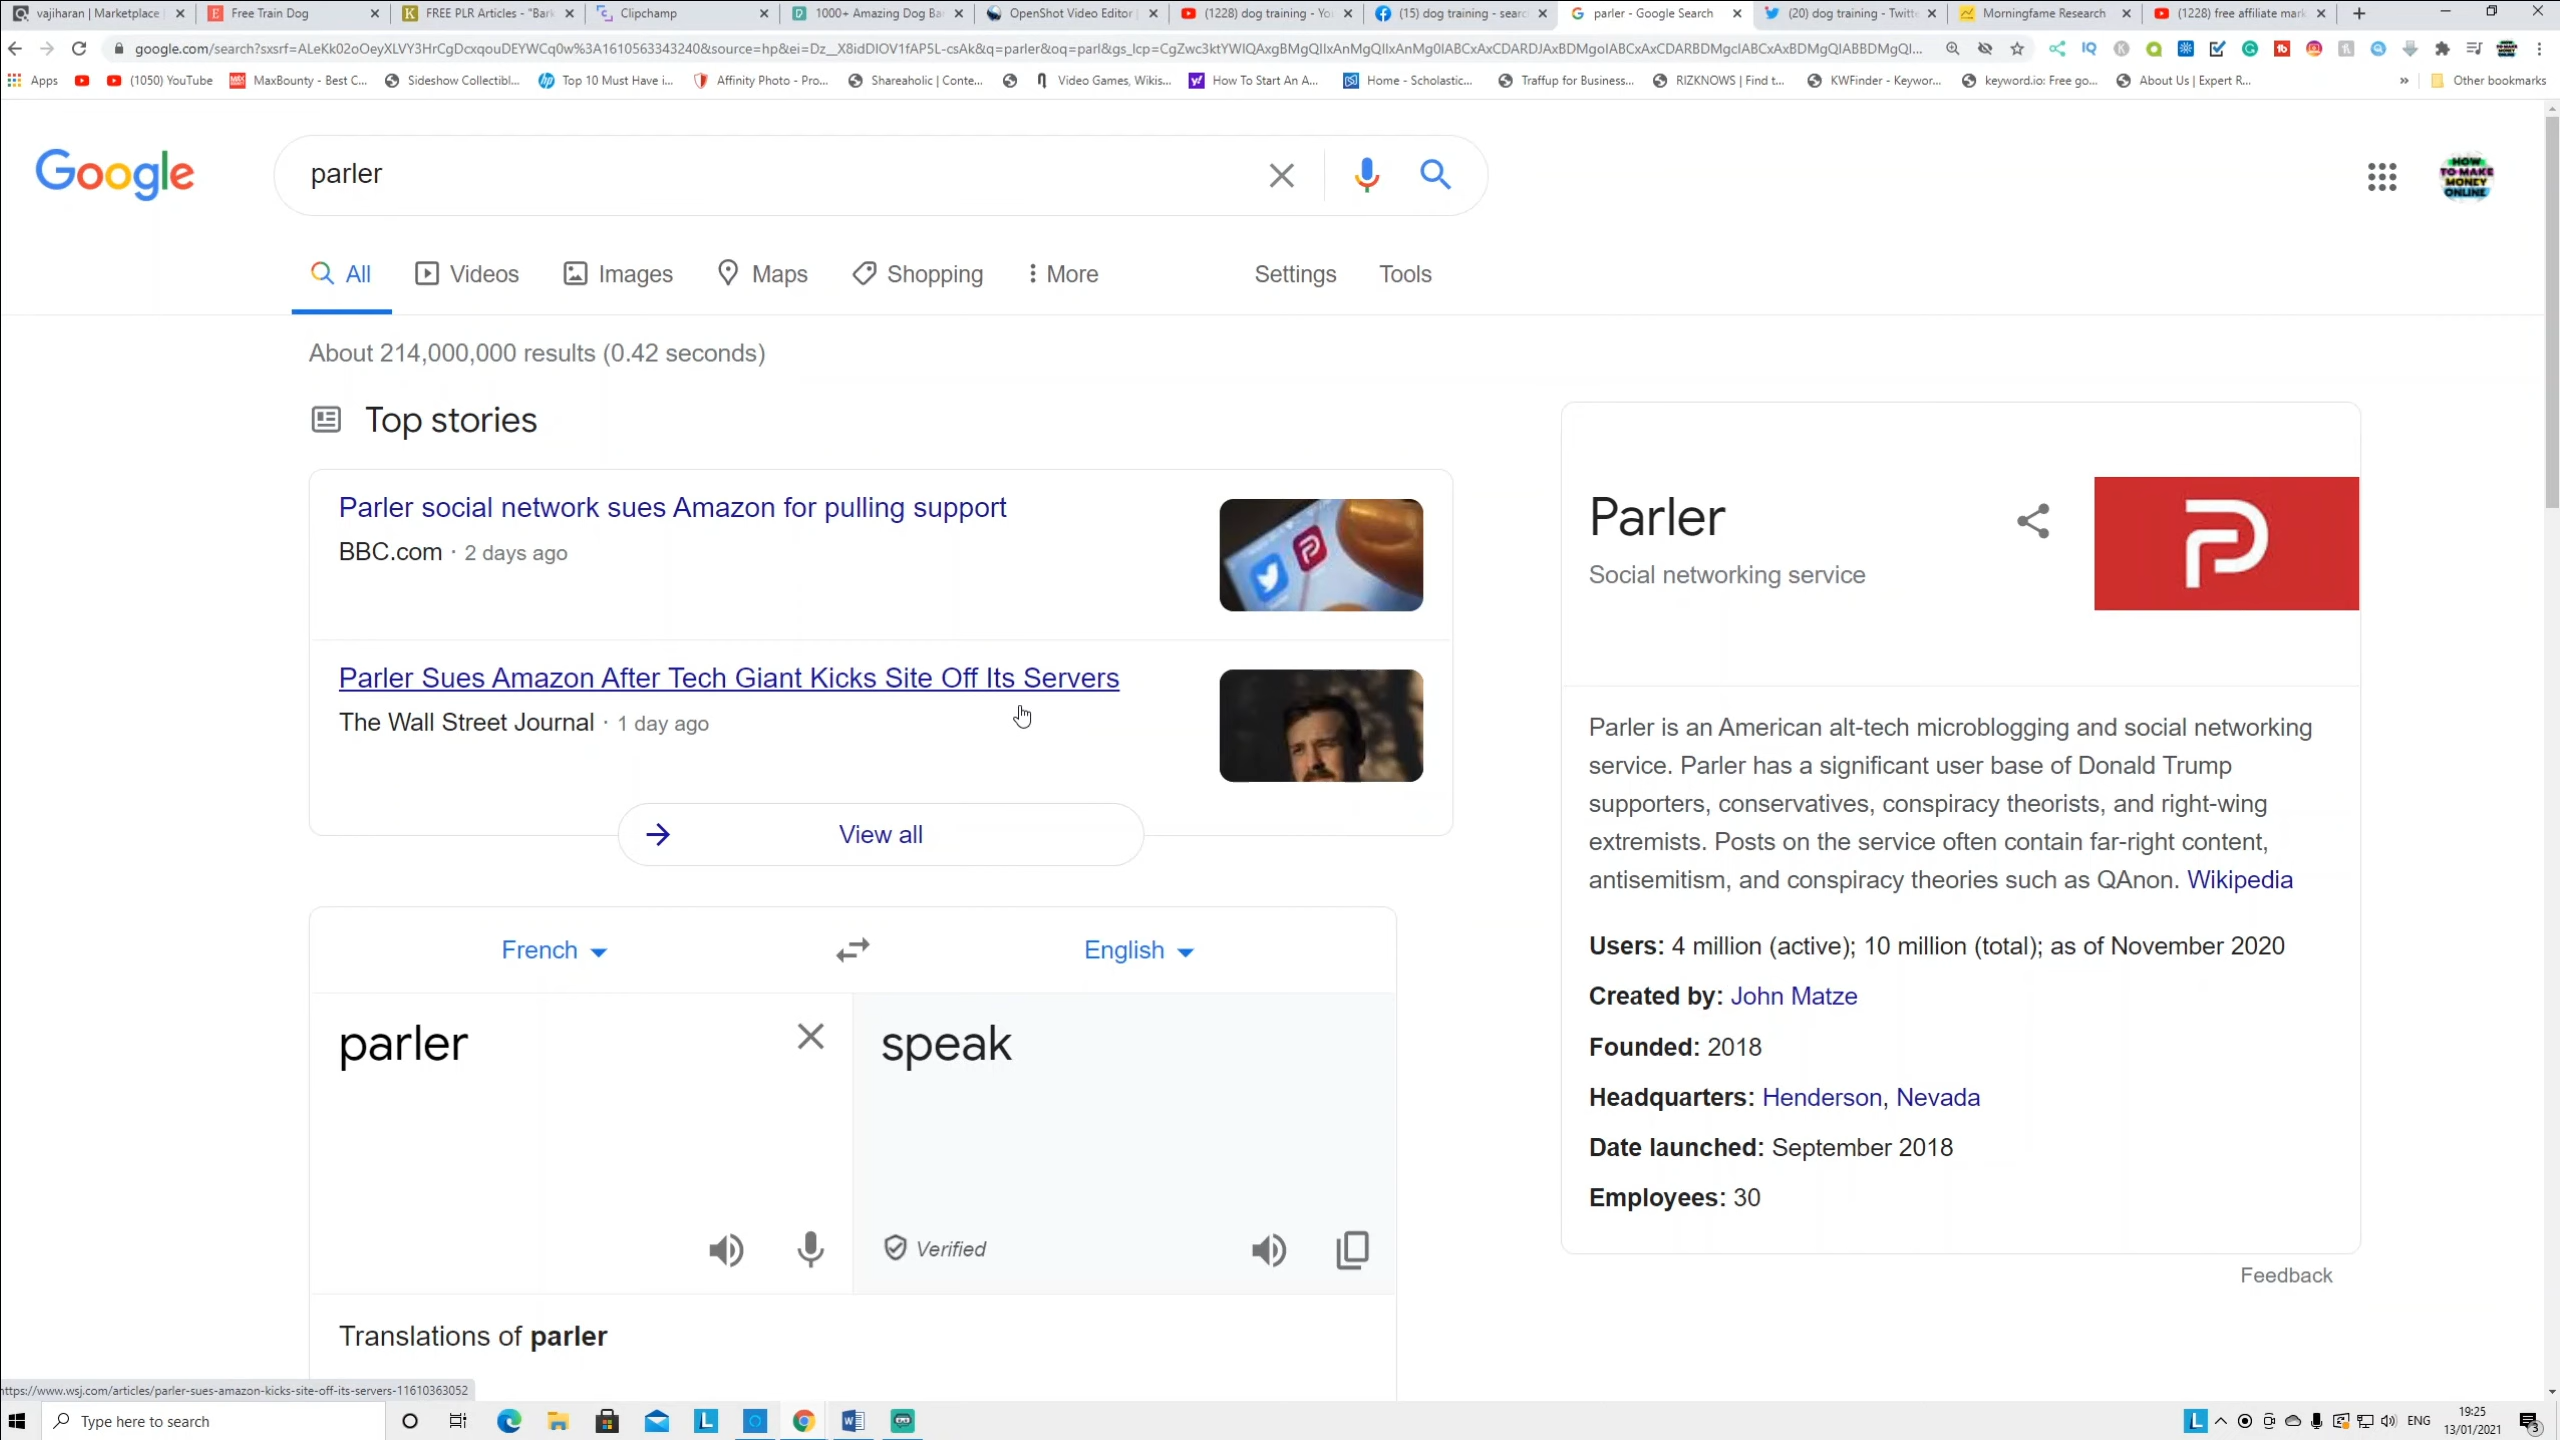 vajiharan | Marketplace
Free Train Dog
FREE PLR Articles - "Bark
Clipchamp
1000+ Amazing Dog Ba
OpenShot Video Editor
(1228) dog training - Yo
(15) dog training - searc
parler - Google Search
(20) dog training - Twitte
Morningfame Research
(1228) free affiliate mark
Apps
(1050) YouTube
MaxBounty - Best C...
Sideshow Collectibl...
Top 10 Must Have i...
Affinity Photo - Pro...
Shareaholic | Conte...
Video Games, Wikis...
How To Start An A...
Home - Scholastic...
Traffup for Business...
RIZKNOWS | Find t...
KWFinder - Keywor...
keyword.io: Free go...
About Us | Expert R...
»
Other bookmarks
Google
parler
HOW
TO MAKE
MONEY
ONLINE
All
Videos
Images
Maps
Shopping
More
Settings
Tools
About 214,000,000 results (0.42 seconds)
Top stories
Parler social network sues Amazon for pulling support
BBC.com · 2 days ago
Parler Sues Amazon After Tech Giant Kicks Site Off Its Servers
The Wall Street Journal · 1 day ago
View all
French
English
parler
speak
Verified
Translations of parler
Parler
Social networking service
Parler is an American alt-tech microblogging and social networking
service. Parler has a significant user base of Donald Trump
supporters, conservatives, conspiracy theorists, and right-wing
extremists. Posts on the service often contain far-right content,
antisemitism, and conspiracy theories such as QAnon. Wikipedia
Users: 4 million (active); 10 million (total); as of November 2020
Created by: John Matze
Founded: 2018
Headquarters: Henderson, Nevada
Date launched: September 2018
Employees: 30
Feedback
ttps://www.wsj.com/articles/parler-sues-amazon-kicks-site-off-its-servers-11610363052
Type here to search
ENG
19:25
13/01/2021
3